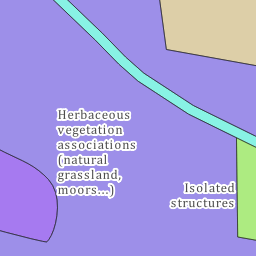 Herbaceous
vegetation
associations
(natural
grassland,
moors...)
Isolated
structures